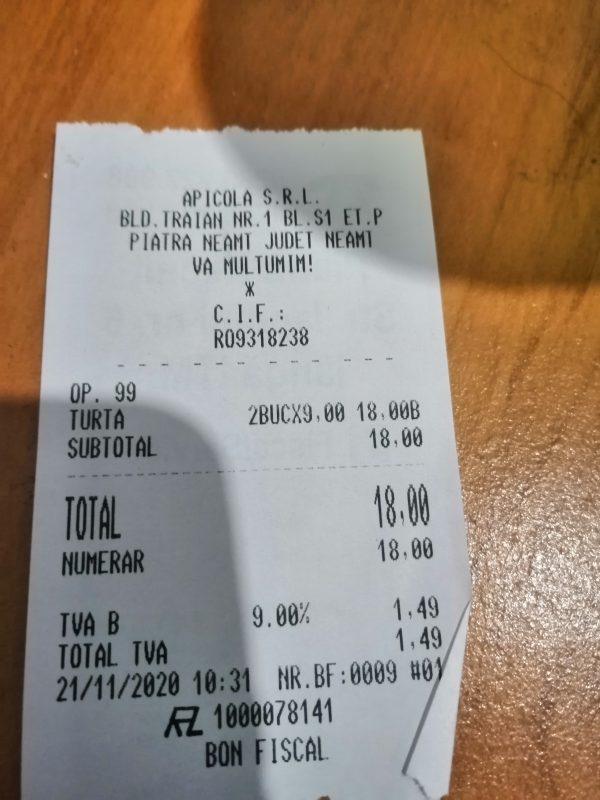 APICOLA S.R.L.
BLD.TRAIAN NR.1 BL.S1 ET.P
PIATRA NEAMT JUDET NEAMT
VA MULTUMIM!
*
C.I.F.:
RO9318238
OP. 99
TURTA 2BUCX9,00 18,00B
SUBTOTAL 18,00
TOTAL 18,00
NUMERAR 18,00
TVA B 9.00% 1,49
TOTAL TVA 1,49
21/11/2020 10:31 NR.BF:0009 #01
1000078141
BON FISCAL